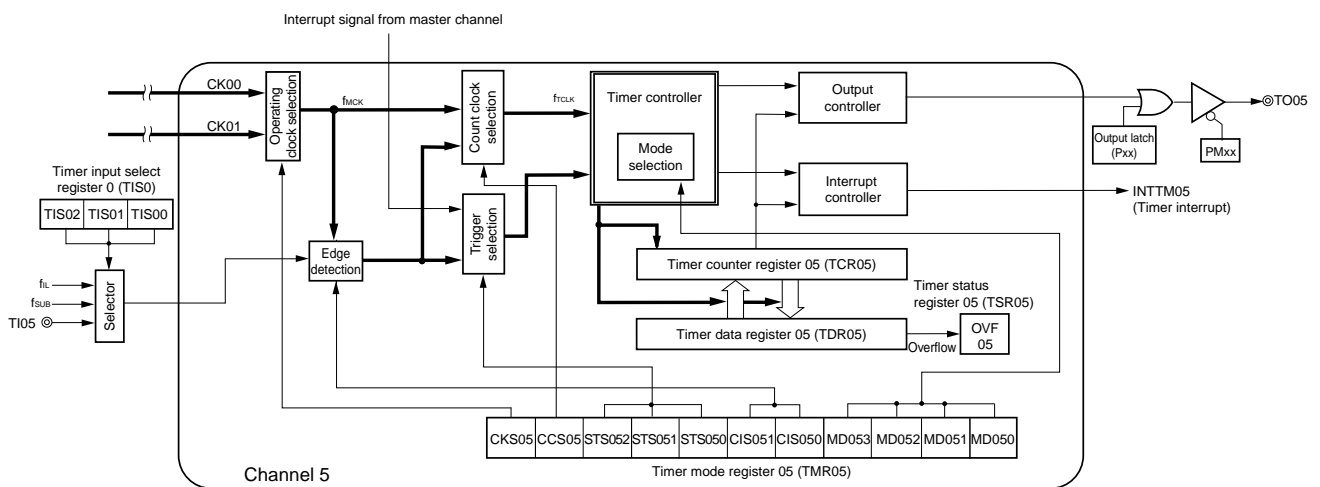 Interrupt signal from master channel
CK00
CK01
Operating
clock selection
fMCK
Count clock
selection
fTCLK
Timer controller
Mode
selection
Output
controller
Interrupt
controller
Output latch
(Pxx)
PMxx
TO05
INTTM05
(Timer interrupt)
Timer input select
register 0 (TIS0)
TIS02 TIS01 TIS00
fIL
fSUB
TI05
Selector
Edge
detection
Trigger
selection
Timer counter register 05 (TCR05)
Timer data register 05 (TDR05)
Timer status
register 05 (TSR05)
Overflow
OVF
05
CKS05 CCS05 STS052 STS051 STS050 CIS051 CIS050 MD053 MD052 MD051 MD050
Timer mode register 05 (TMR05)
Channel 5